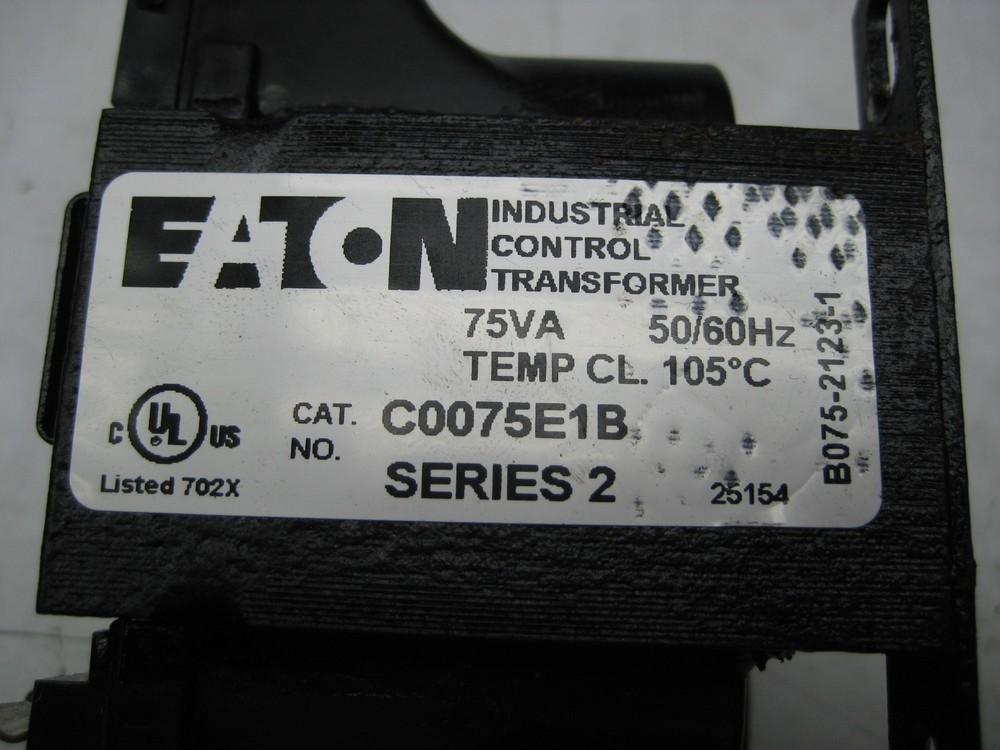 EATON
INDUSTRIAL
CONTROL
TRANSFORMER
75VA 50/60Hz
TEMP CL. 105°C
CAT. NO. C0075E1B
SERIES 2
C UL US
Listed 702X
25154
B075-2123-1